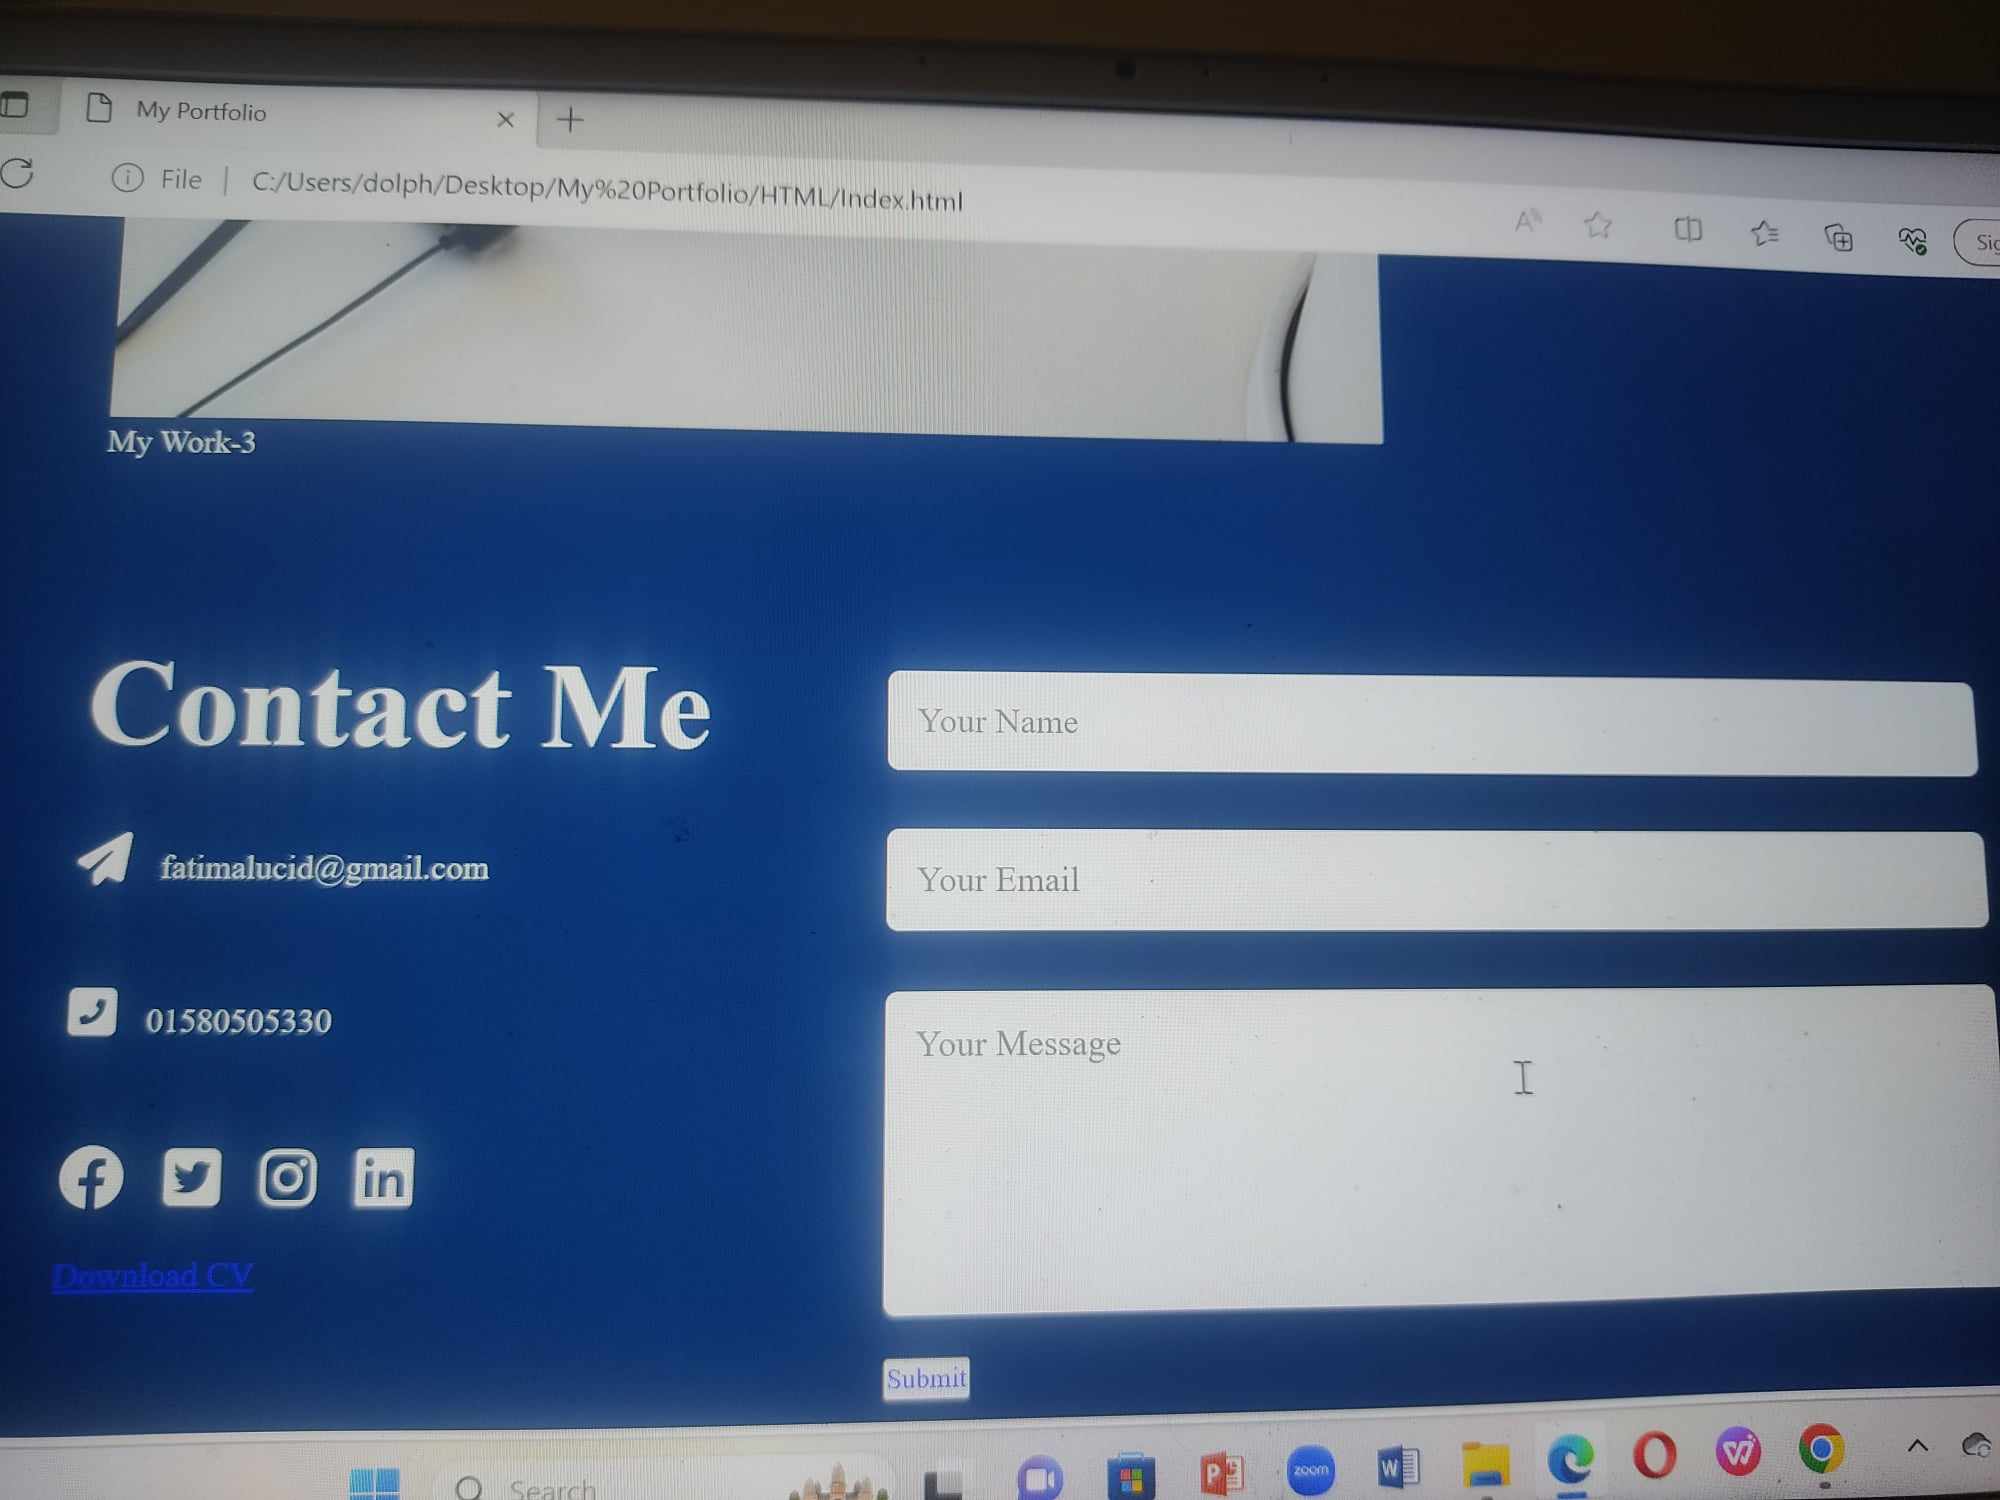 My Portfolio
File | C:/Users/dolph/Desktop/My%20Portfolio/HTML/Index.html
Sig
My Work-3
Contact Me
fatimalucid@gmail.com
01580505330
Download CV
Your Name
Your Email
Your Message
Submit
Search
zoom